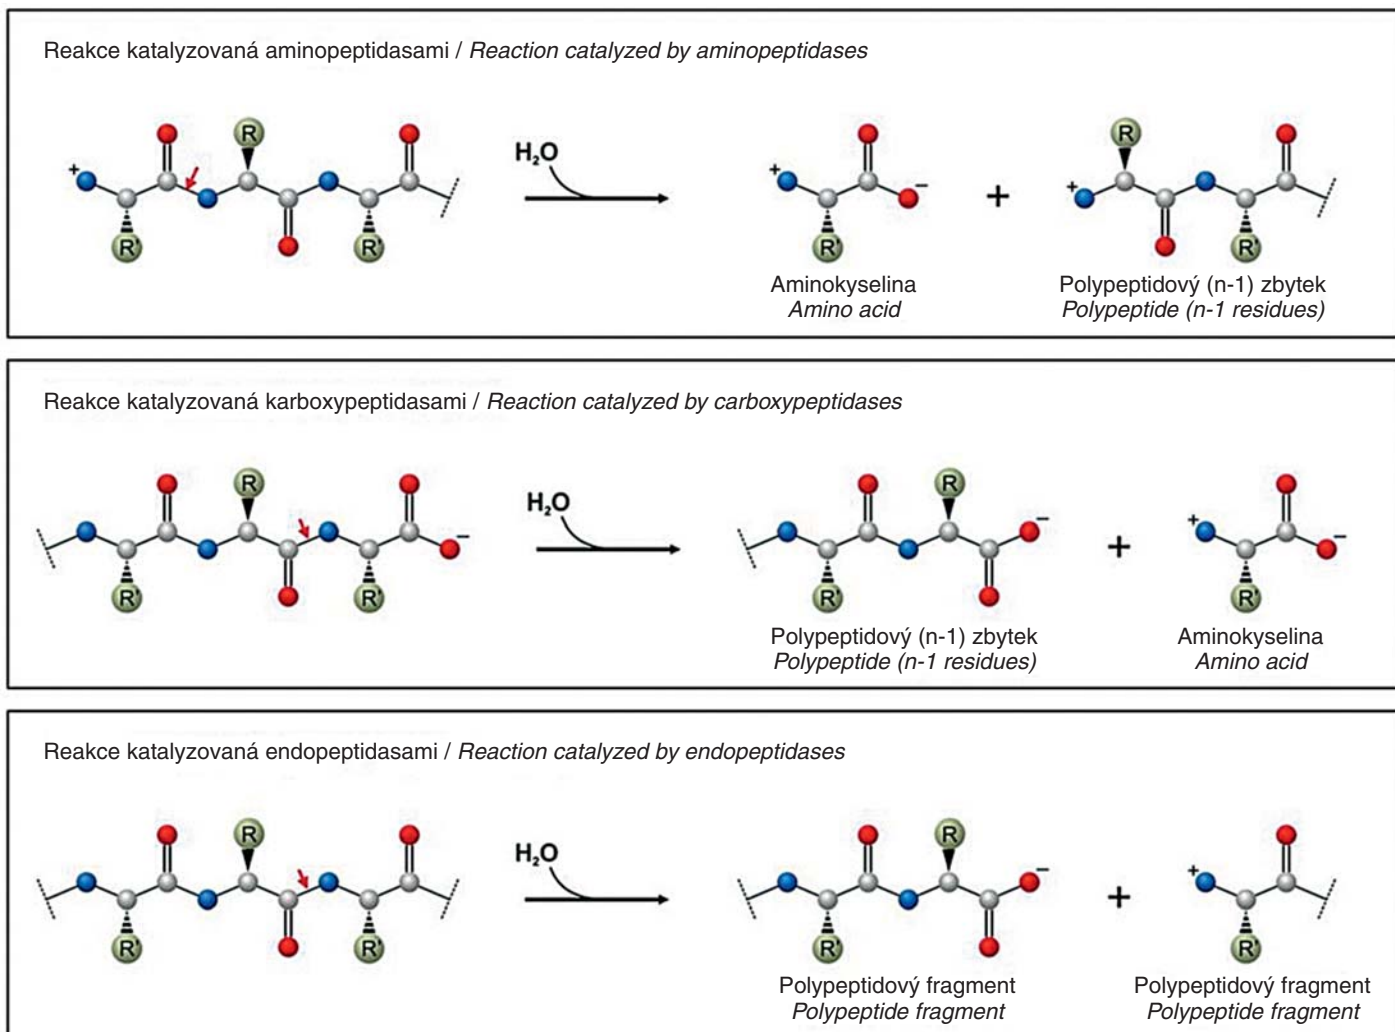 Reakce katalyzovaná aminopeptidasami / Reaction catalyzed by aminopeptidases
R
H₂O
+
R'
R'
+
R'
−
+
R
+
R'
Aminokyselina
Amino acid
Polypeptidový (n-1) zbytek
Polypeptide (n-1 residues)
Reakce katalyzovaná karboxypeptidasami / Reaction catalyzed by carboxypeptidases
R
H₂O
R'
R'
−
R
−
R'
+
+
−
R'
Polypeptidový (n-1) zbytek
Polypeptide (n-1 residues)
Aminokyselina
Amino acid
Reakce katalyzovaná endopeptidasami / Reaction catalyzed by endopeptidases
R
H₂O
R'
R'
R
−
R'
+
+
R'
Polypeptidový fragment
Polypeptide fragment
Polypeptidový fragment
Polypeptide fragment